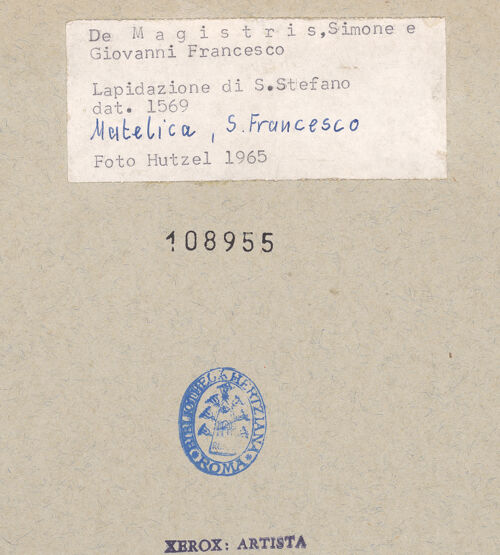 De M a g i s t r i s,Simone e
Giovanni Francesco
Lapidazione di S.Stefano
dat. 1569
Matelica, S. Francesco
Foto Hutzel 1965
108955
BIBLIOTHECA HERTZIANA
ROMA
XEROX: ARTISTA